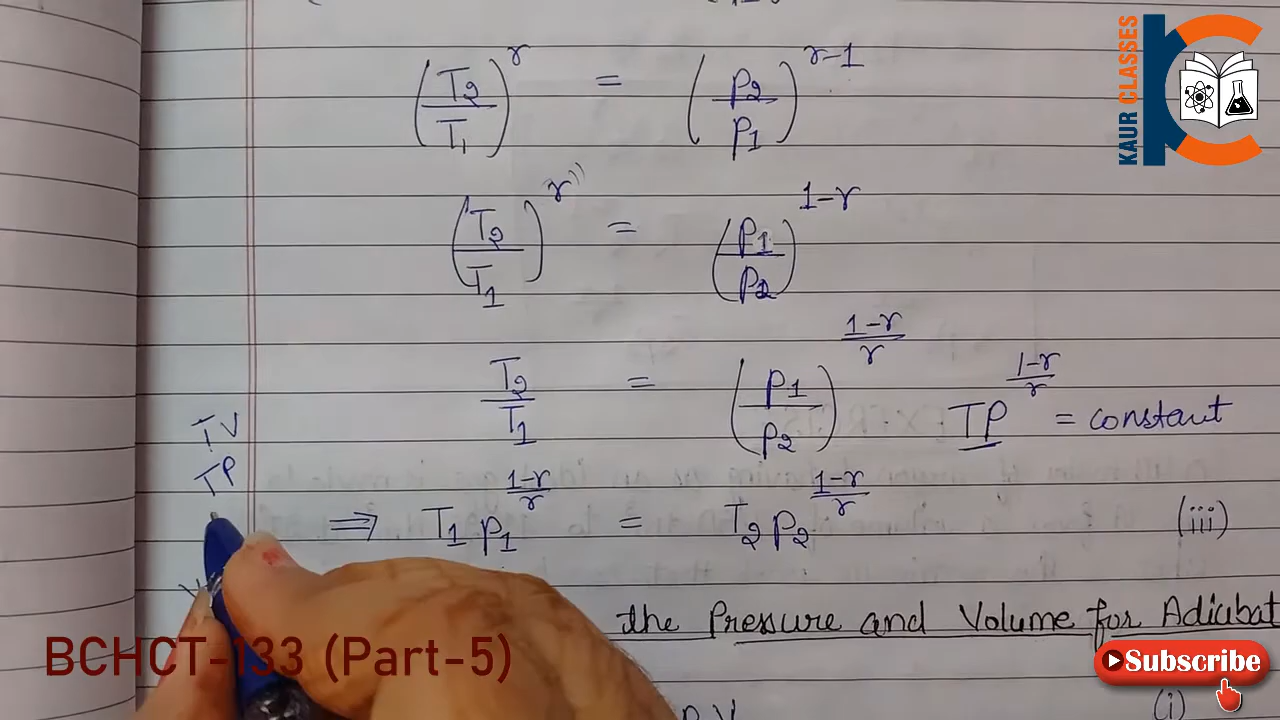 (T2/T1)^r = (P2/P1)^r-1
(T2/T1)^r = (P1/P2)^1-r
T2/T1 = (P1/P2)^1-r/r TP^1-r/r = constant
TV
TP
⇒ T1 P1^1-r/r = T2 P2^1-r/r (iii)
the Pressure and Volume for Adiabat
(i)
KAUR CLASSES
BCHCT-133 (Part-5)
Subscribe